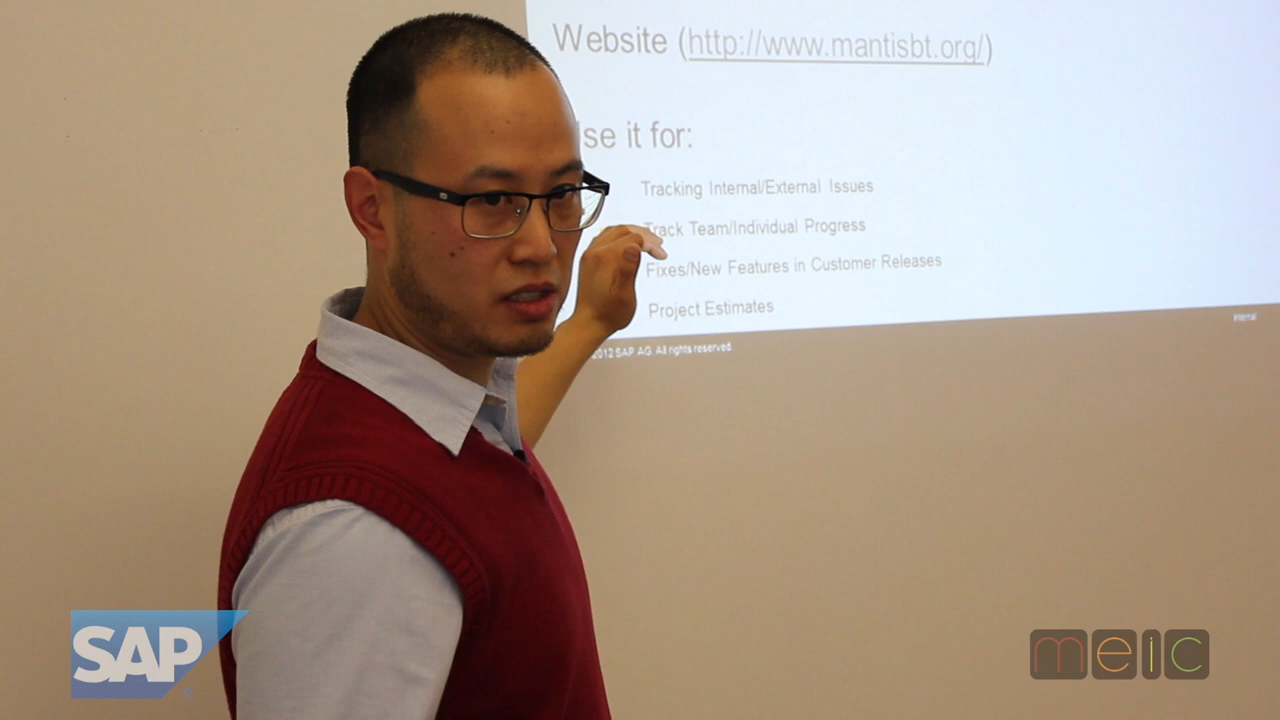 Website (http://www.mantisbt.org/)
se it for:
Tracking Internal/External Issues
Track Team/Individual Progress
Fixes/New Features in Customer Releases
Project Estimates
2012 SAP AG. All rights reserved.
Internal
SAP
meic